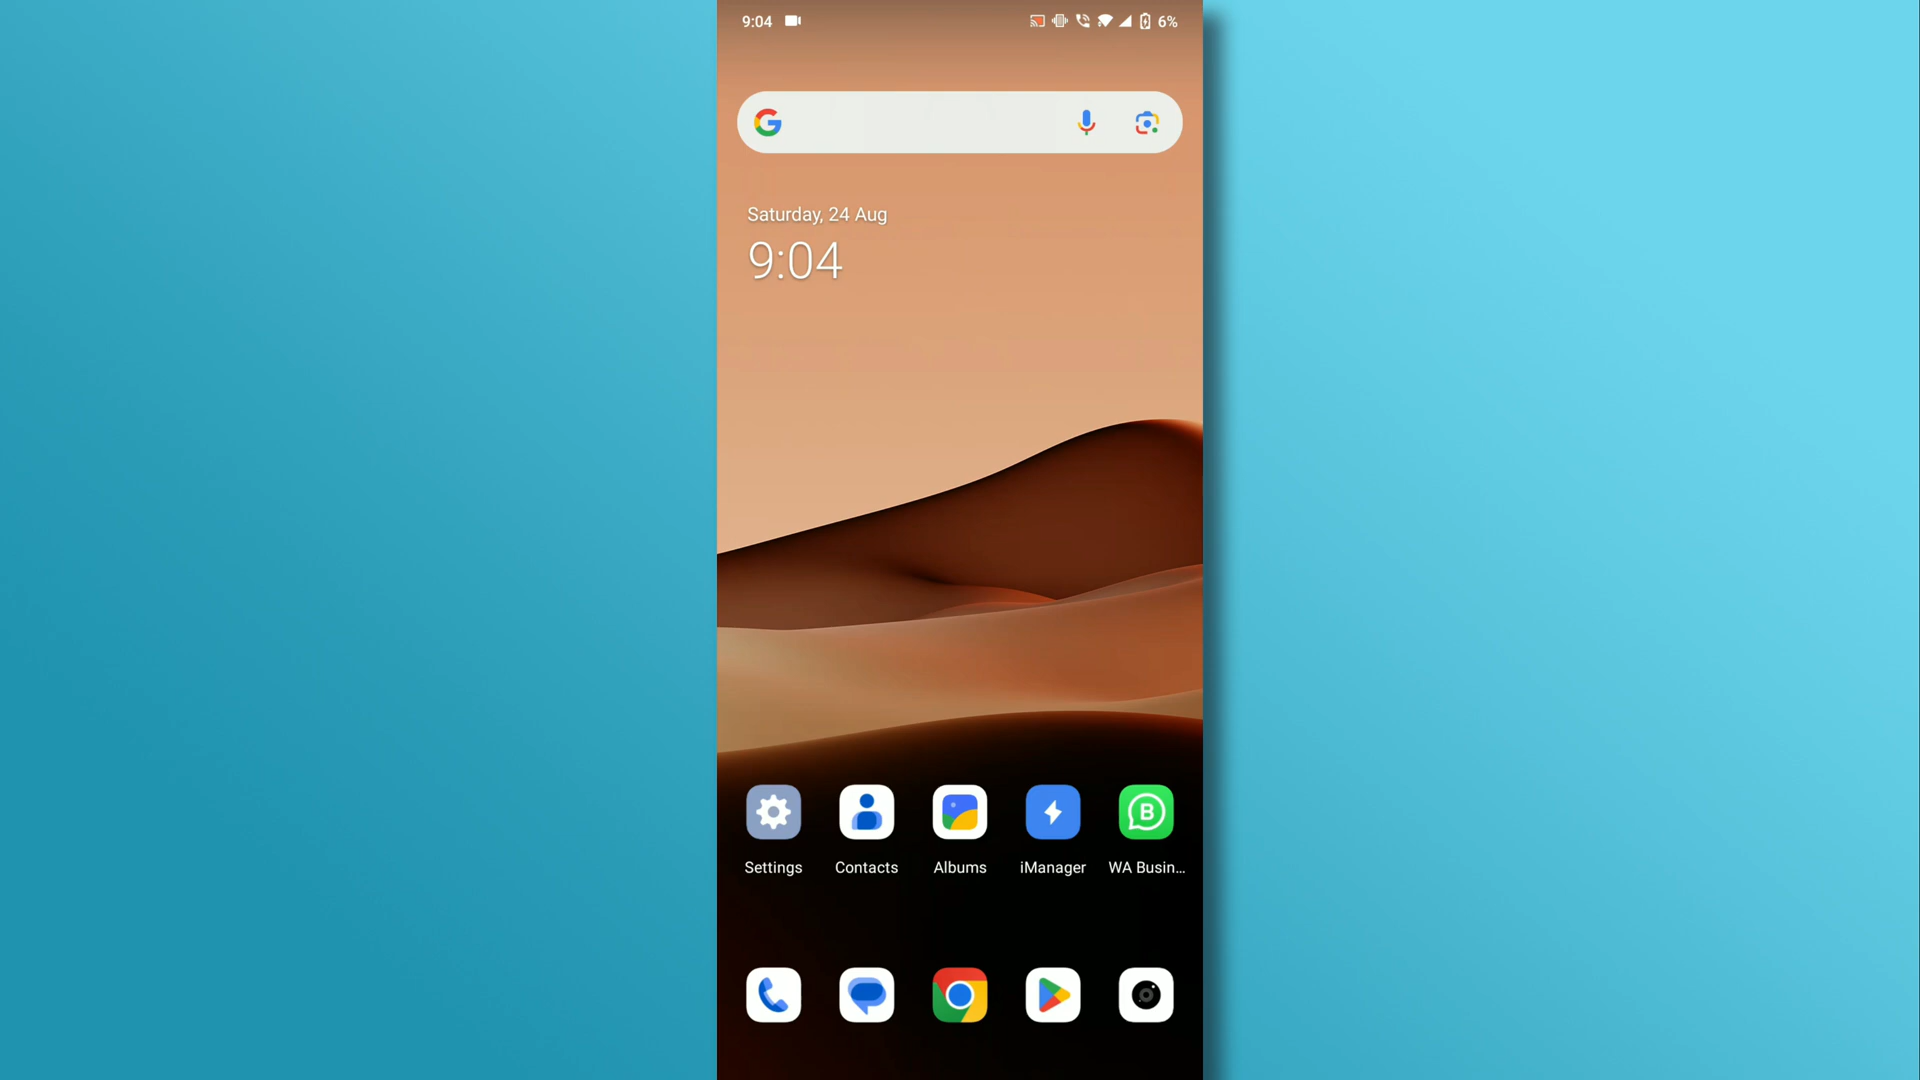 9:04 6%
Saturday, 24 Aug
9:04
Settings Contacts Albums iManager WA Busin...